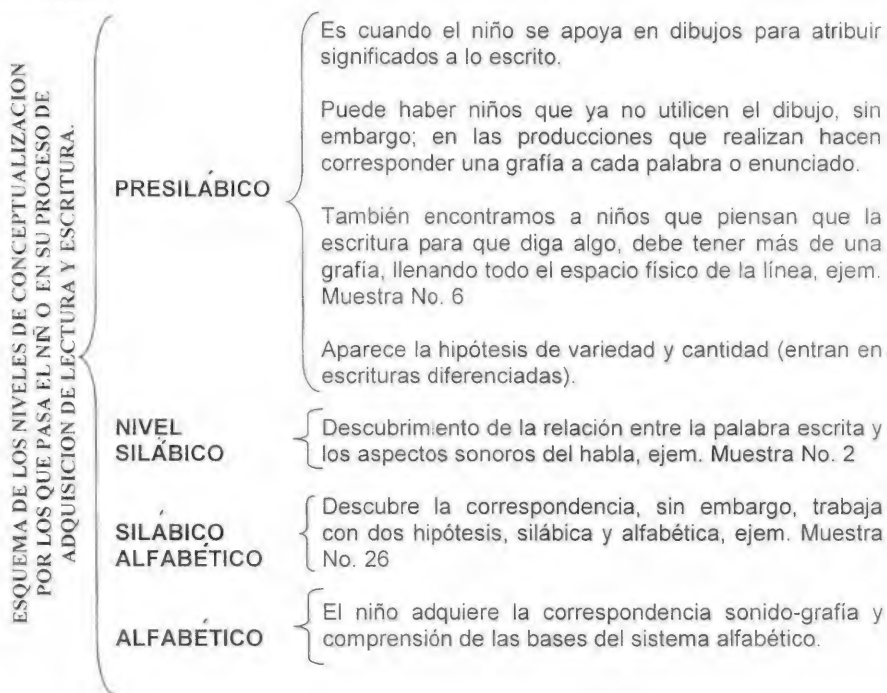 ESQUEMA DE LOS NIVELES DE CONCEPTUALIZACION
POR LOS QUE PASA EL NIÑO EN SU PROCESO DE
ADQUISICION DE LECTURA Y ESCRITURA.
PRESILÁBICO
Es cuando el niño se apoya en dibujos para atribuir
significados a lo escrito.
Puede haber niños que ya no utilicen el dibujo, sin
embargo; en las producciones que realizan hacen
corresponder una grafía a cada palabra o enunciado.
También encontramos a niños que piensan que la
escritura para que diga algo, debe tener más de una
grafía, llenando todo el espacio físico de la línea, ejem.
Muestra No. 6
Aparece la hipótesis de variedad y cantidad (entran en
escrituras diferenciadas).
NIVEL
SILÁBICO
Descubrimiento de la relación entre la palabra escrita y
los aspectos sonoros del habla, ejem. Muestra No. 2
SILÁBICO
ALFABÉTICO
Descubre la correspondencia, sin embargo, trabaja
con dos hipótesis, silábica y alfabética, ejem. Muestra
No. 26
ALFABÉTICO
El niño adquiere la correspondencia sonido-grafía y
comprensión de las bases del sistema alfabético.